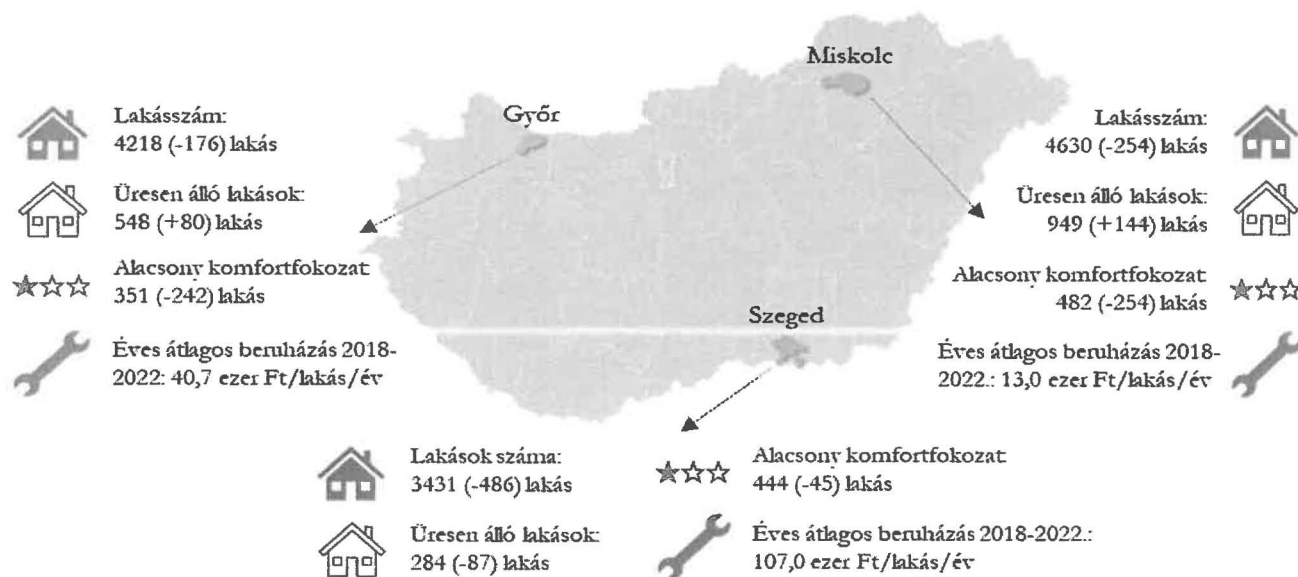 Miskolc
Győr
Szeged
Lakásszám:
4218 (-176) lakás
Üresen álló lakások:
548 (+80) lakás
Alacsony komfortfokozat
351 (-242) lakás
Éves átlagos beruházás 2018-
2022: 40,7 ezer Ft/lakás/év
Lakásszám:
4630 (-254) lakás
Üresen álló lakások:
949 (+144) lakás
Alacsony komfortfokozat
482 (-254) lakás
Éves átlagos beruházás 2018-
2022.: 13,0 ezer Ft/lakás/év
Lakások száma:
3431 (-486) lakás
Üresen álló lakások:
284 (-87) lakás
Alacsony komfortfokozat
444 (-45) lakás
Éves átlagos beruházás 2018-2022.:
107,0 ezer Ft/lakás/év